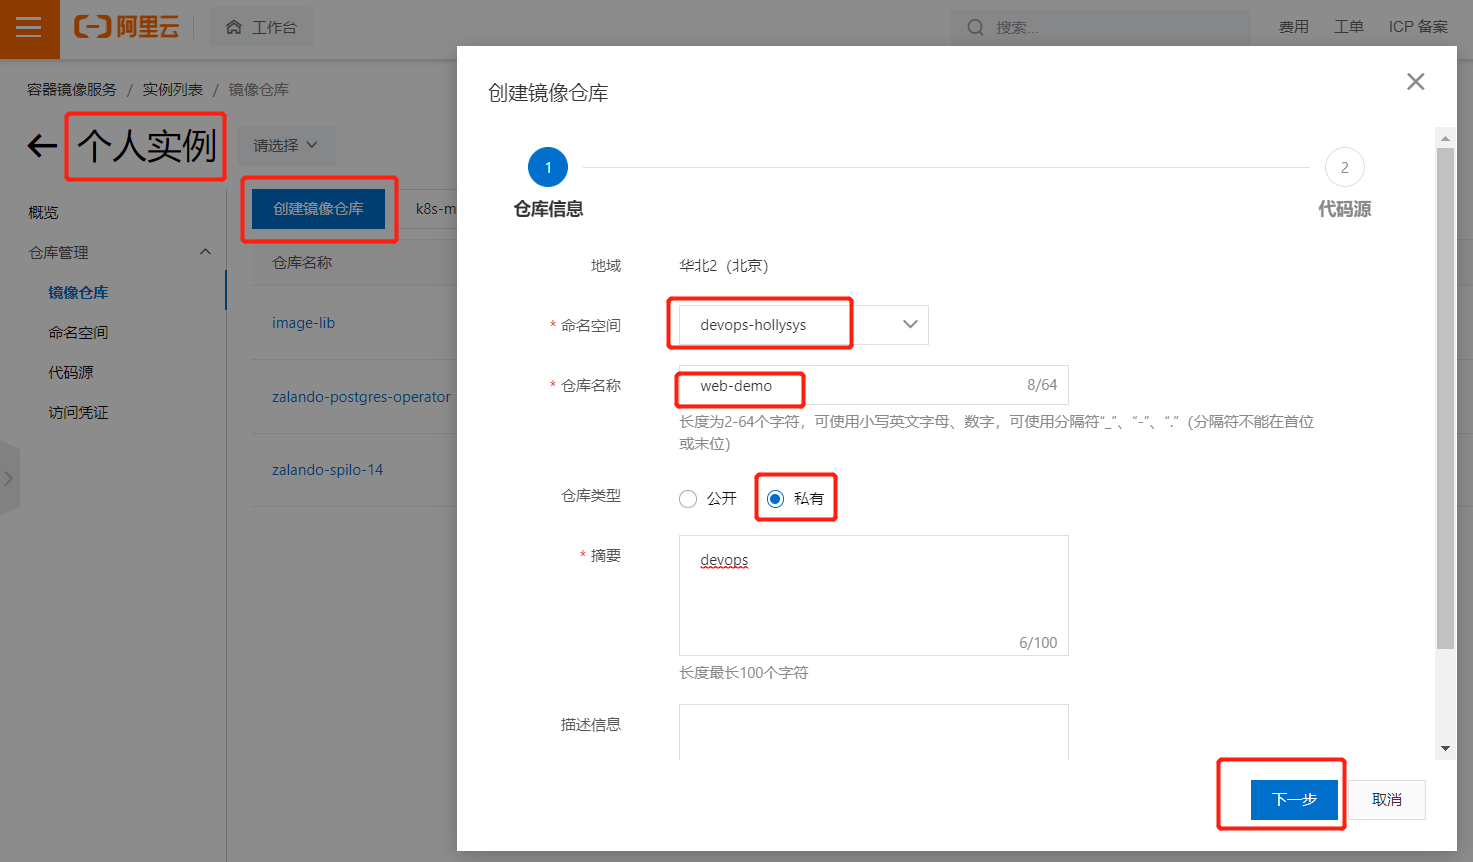 阿里云
工作台
搜索...
费用
工单
ICP 备案
容器镜像服务 / 实例列表 / 镜像仓库
个人实例
请选择
概览
仓库管理
镜像仓库
命名空间
代码源
访问凭证
创建镜像仓库
k8s-m
仓库名称
image-lib
zalando-postgres-operator
zalando-spilo-14
创建镜像仓库
1
2
仓库信息
代码源
地域 华北2（北京）
* 命名空间 devops-hollysys
* 仓库名称 web-demo 8/64
长度为2-64个字符，可使用小写英文字母、数字，可使用分隔符“_”、“-”、“.”（分隔符不能在首位
或末位）
仓库类型 公开 私有
* 摘要 devops
6/100
长度最长100个字符
描述信息
下一步
取消